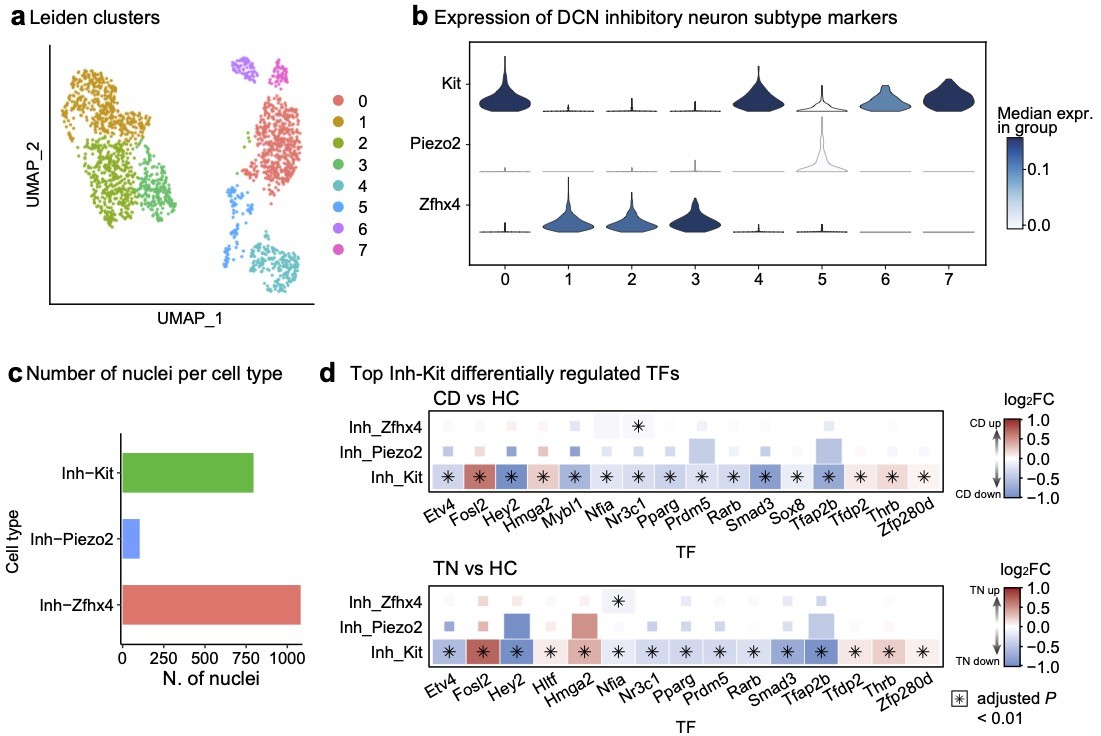 a Leiden clusters
UMAP_2
UMAP_1
0
1
2
3
4
5
6
7
b Expression of DCN inhibitory neuron subtype markers
Kit
Piezo2
Zfhx4
0 1 2 3 4 5 6 7
Median expr.
in group
0.1
0.0
c Number of nuclei per cell type
Cell type
Inh−Kit
Inh−Piezo2
Inh−Zfhx4
0 250 500 750 1000
N. of nuclei
d Top Inh-Kit differentially regulated TFs
CD vs HC
Inh_Zfhx4
Inh_Piezo2
Inh_Kit
Etv4 Fosl2 Hey2 Hmga2 Mybl1 Nfia Nr3c1 Pparg Prdm5 Rarb Smad3 Sox8 Tfap2b Tfdp2 Thrb Zfp280d
TF
log2FC
CD up
CD down
1.0
0.5
0.0
−0.5
−1.0
TN vs HC
Inh_Zfhx4
Inh_Piezo2
Inh_Kit
Etv4 Fosl2 Hey2 Hltf Hmga2 Nfia Nr3c1 Pparg Prdm5 Rarb Smad3 Tfap2b Tfdp2 Thrb Zfp280d
TF
log2FC
TN up
TN down
1.0
0.5
0.0
−0.5
−1.0
adjusted P
< 0.01